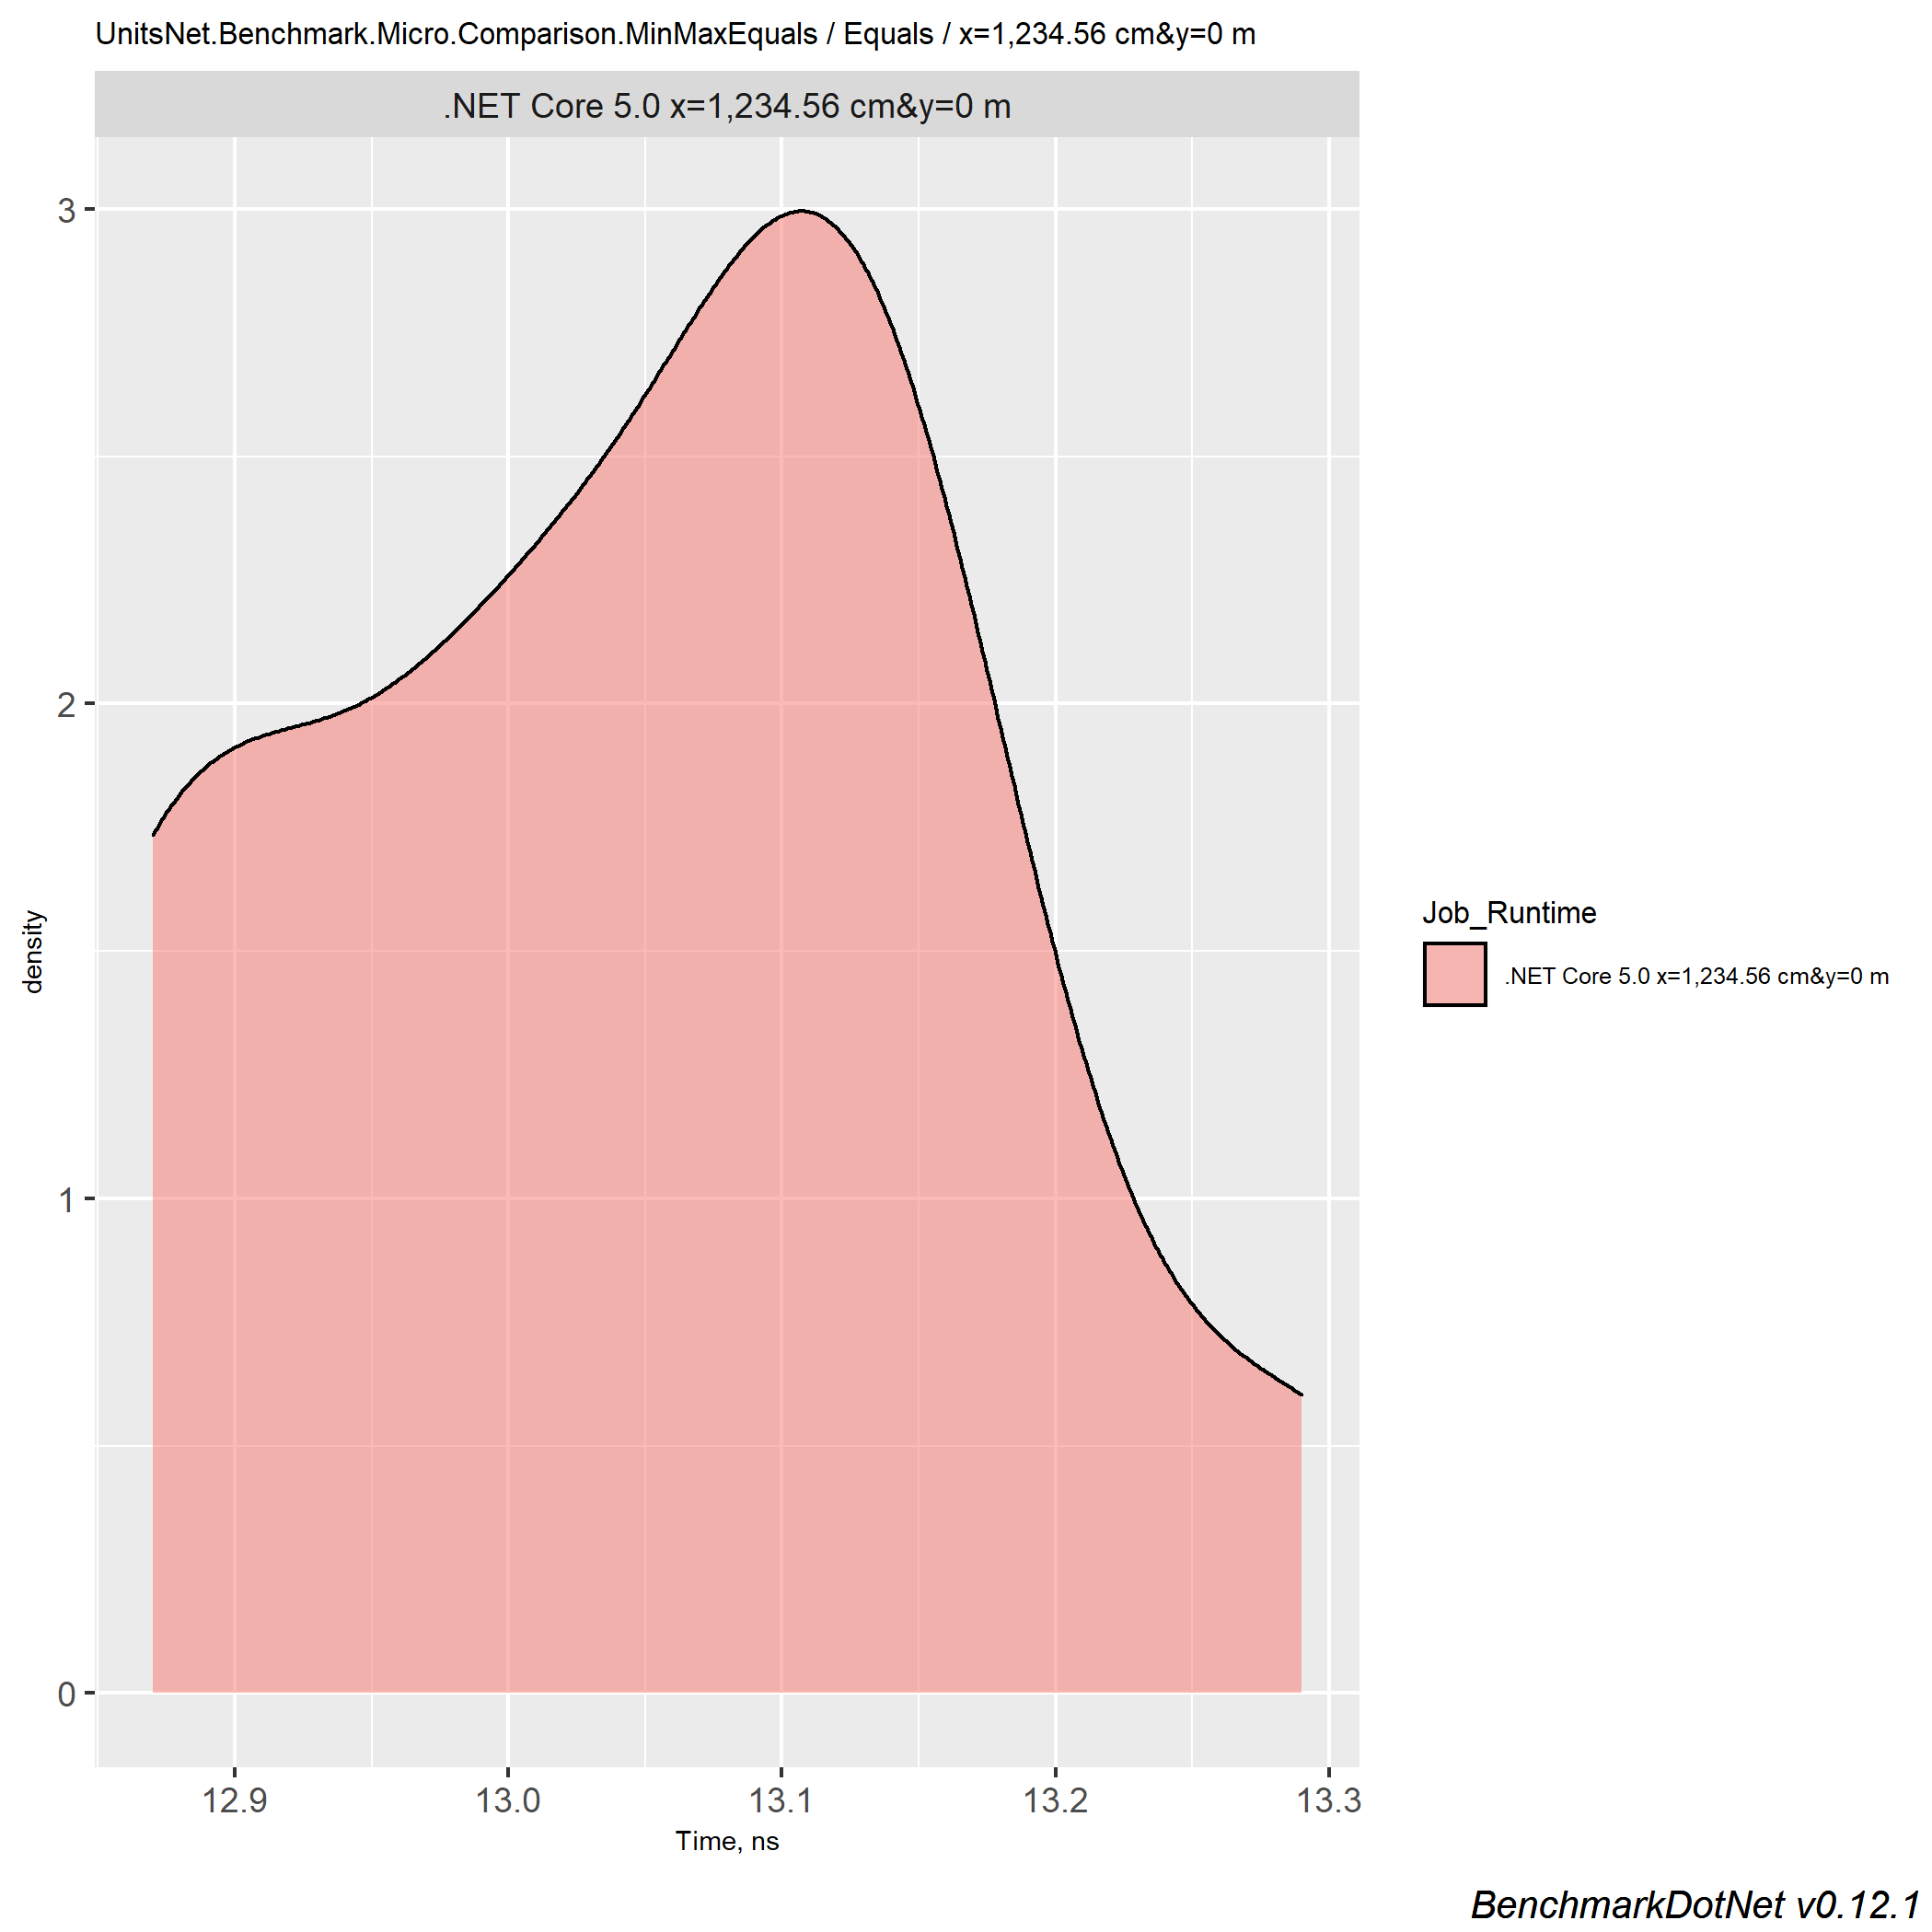 UnitsNet.Benchmark.Micro.Comparison.MinMaxEquals / Equals / x=1,234.56 cm&y=0 m
.NET Core 5.0 x=1,234.56 cm&y=0 m
3
2
1
0
density
12.9 13.0 13.1 13.2 13.3
Time, ns
Job_Runtime
.NET Core 5.0 x=1,234.56 cm&y=0 m
BenchmarkDotNet v0.12.1